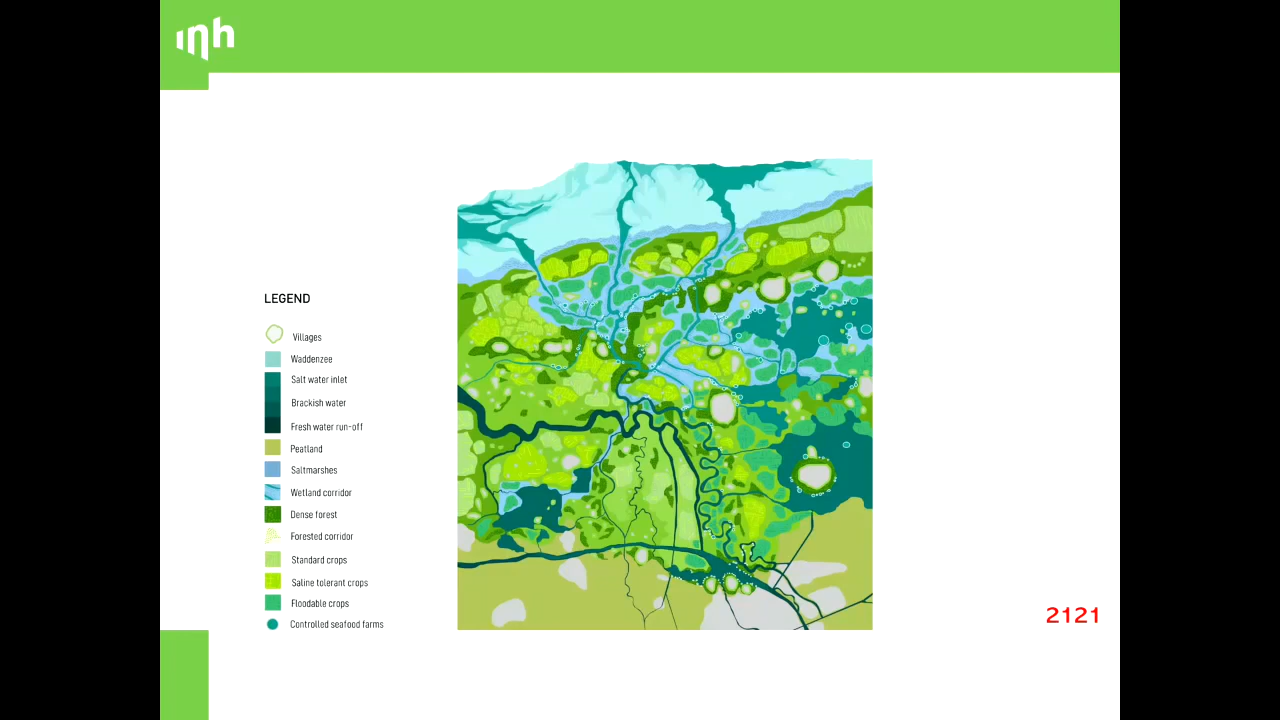 ıηh
LEGEND
Villages
Waddenzee
Salt water inlet
Brackish water
Fresh water run-off
Peatland
Saltmarshes
Wetland corridor
Dense forest
Forested corridor
Standard crops
Saline tolerant crops
Floodable crops
Controlled seafood farms
2121